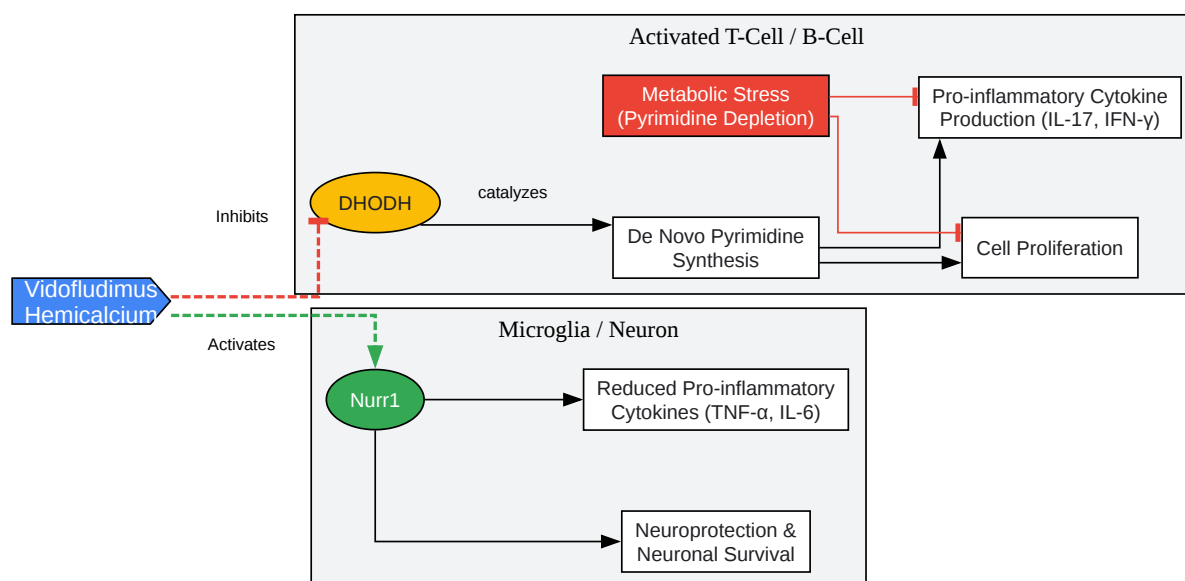 Activated T-Cell / B-Cell
Metabolic Stress
(Pyrimidine Depletion)
Pro-inflammatory Cytokine
Production (IL-17, IFN-γ)
DHODH
catalyzes
Inhibits
De Novo Pyrimidine
Synthesis
Cell Proliferation
Vidofludimus
Hemicalcium
Activates
Microglia / Neuron
Nurr1
Reduced Pro-inflammatory
Cytokines (TNF-α, IL-6)
Neuroprotection &
Neuronal Survival